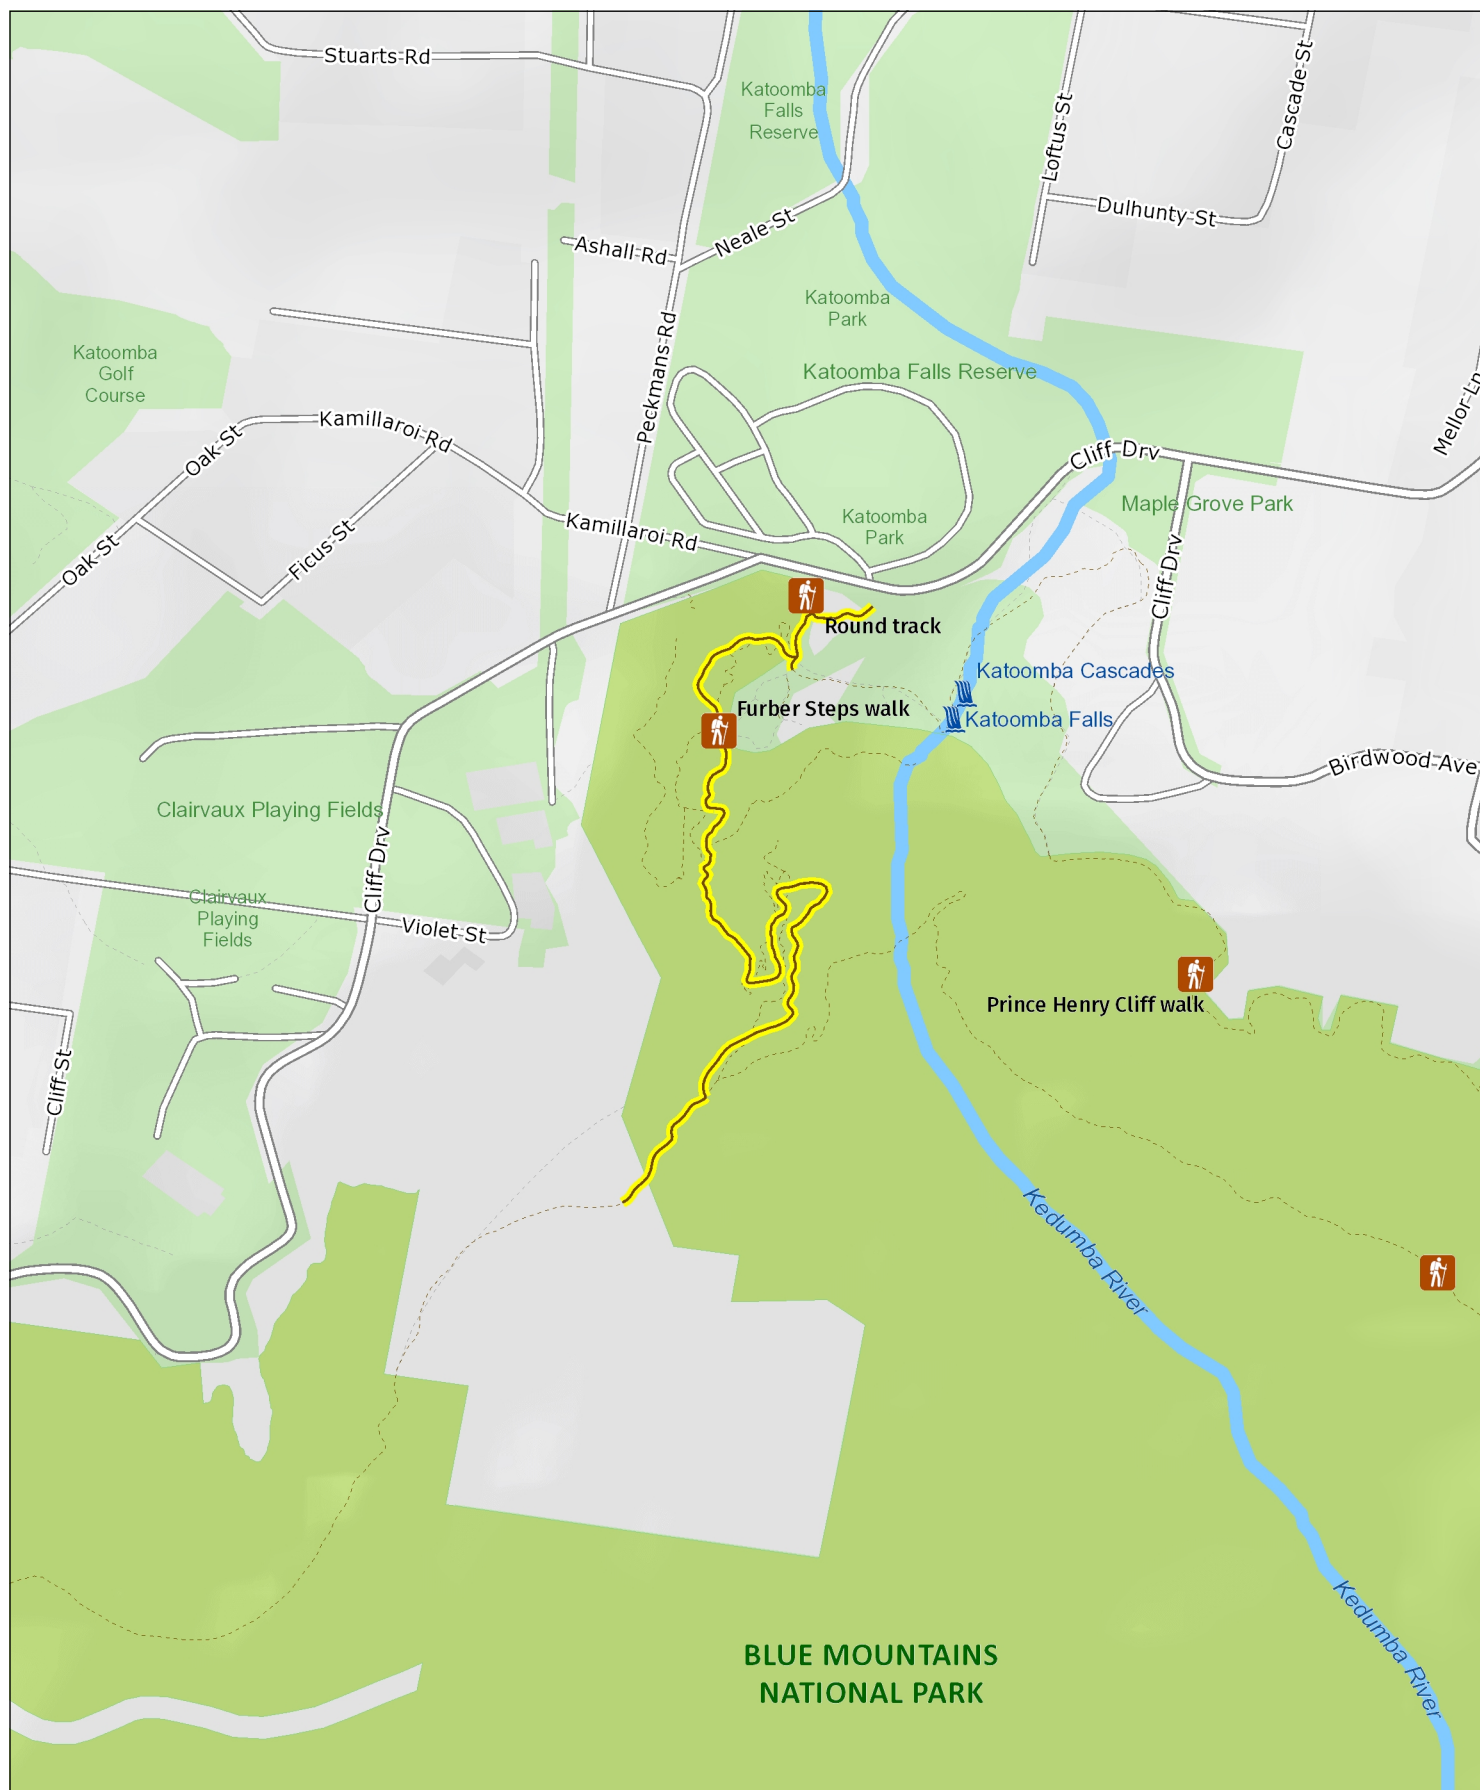 Stuarts Rd
Katoomba
Falls
Reserve
Loftus St
Cascade St
Dulhunty St
Neale St
Ashall Rd
Katoomba
Park
Peckmans Rd
Katoomba
Golf
Course
Katoomba Falls Reserve
Mellor Ln
Kamillaroi Rd
Oak St
Cliff Drv
Maple Grove Park
Katoomba
Park
Kamillaroi Rd
Ficus St
Oak St
Cliff Drv
Round track
Katoomba Cascades
Furber Steps walk
Katoomba Falls
Birdwood Ave
Clairvaux Playing Fields
Cliff Drv
Clairvaux
Playing
Fields
Violet St
Prince Henry Cliff walk
Cliff St
Kedumba River
Kedumba River
BLUE MOUNTAINS
NATIONAL PARK